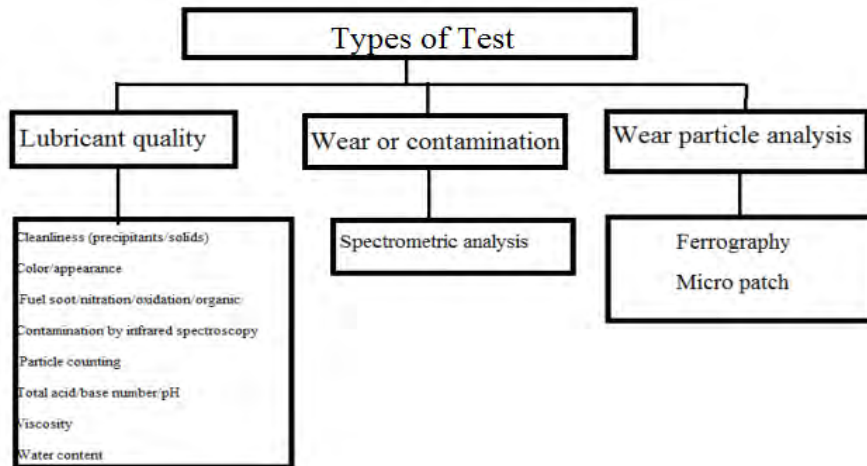 Types of Test
Lubricant quality
Wear or contamination
Wear particle analysis
Cleanliness (precipitants/solids)
Color/appearance
Fuel soot/nitration/oxidation/organic
Contamination by infrared spectroscopy
Particle counting
Total acid/base number/pH
Viscosity
Water content
Spectrometric analysis
Ferrography
Micro patch